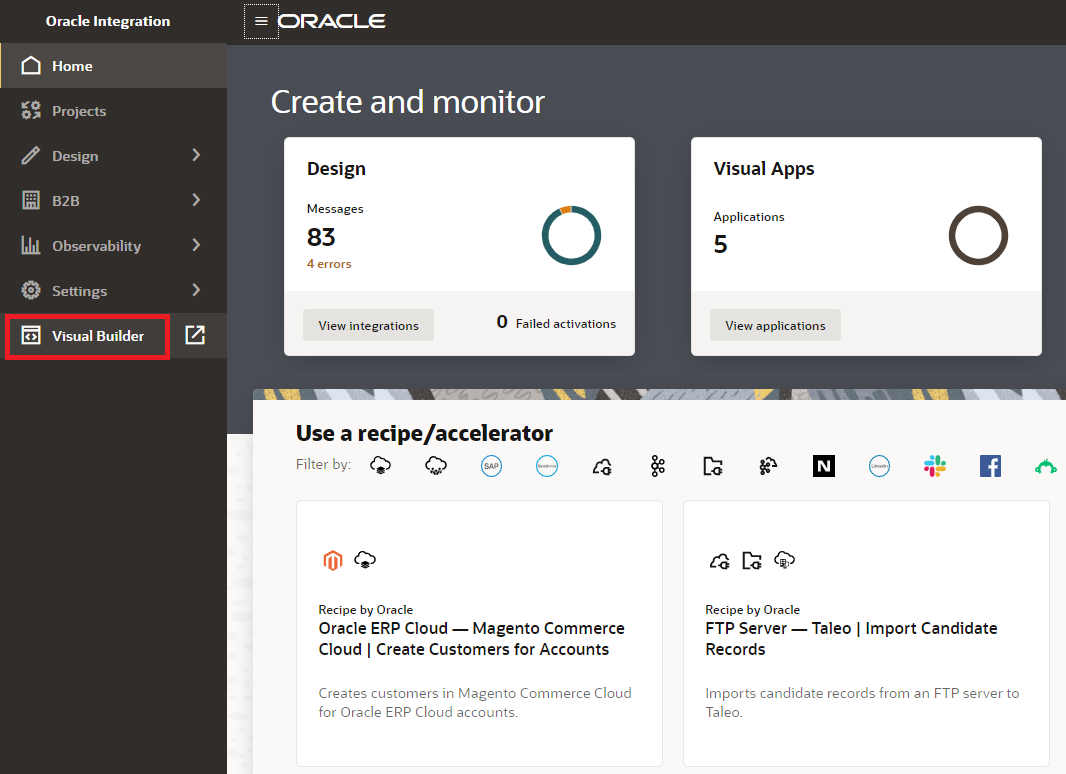 Oracle Integration
Home
Projects
Design
B2B
Observability
Settings
Visual Builder
ORACLE
Create and monitor
Design
Messages
83
4 errors
View integrations
0 Failed activations
Visual Apps
Applications
5
View applications
Use a recipe/accelerator
Filter by:
SAP
Salesforce
N
LinkedIn
Recipe by Oracle
Oracle ERP Cloud — Magento Commerce
Cloud | Create Customers for Accounts
Creates customers in Magento Commerce Cloud
for Oracle ERP Cloud accounts.
Recipe by Oracle
FTP Server — Taleo | Import Candidate
Records
Imports candidate records from an FTP server to
Taleo.